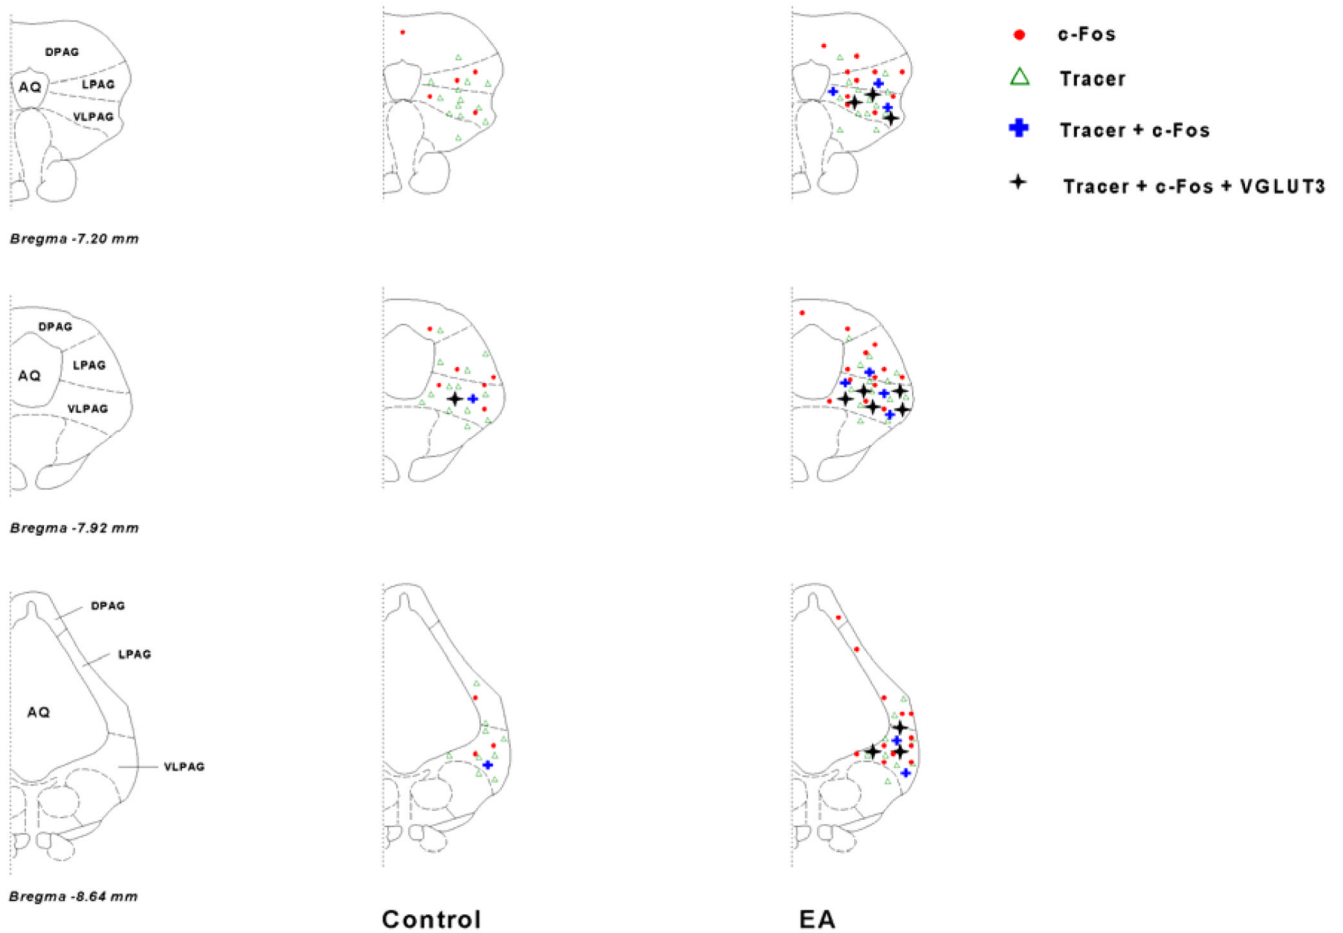 DPAG
AQ
LPAG
VLPAG
Bregma -7.20 mm
c-Fos
Tracer
Tracer + c-Fos
Tracer + c-Fos + VGLUT3
DPAG
LPAG
AQ
VLPAG
Bregma -7.92 mm
DPAG
LPAG
AQ
VLPAG
Bregma -8.64 mm
Control
EA